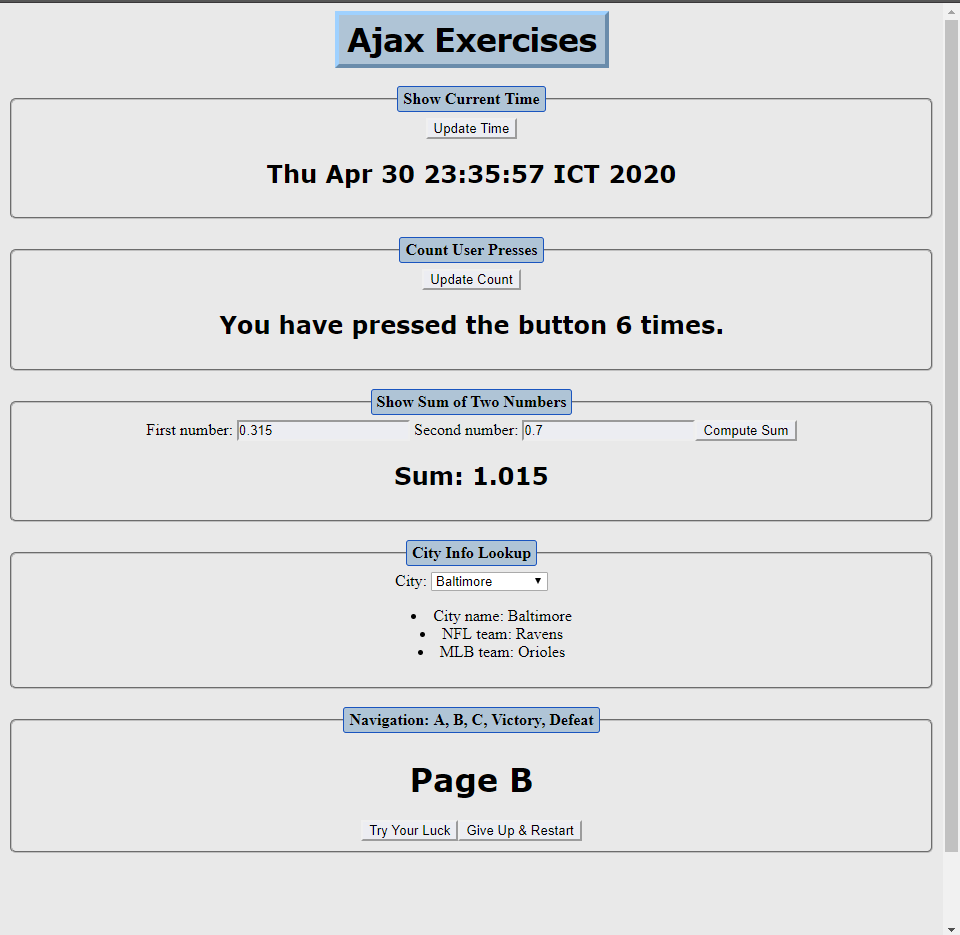 Ajax Exercises
Show Current Time
Update Time
Thu Apr 30 23:35:57 ICT 2020
Count User Presses
Update Count
You have pressed the button 6 times.
Show Sum of Two Numbers
First number: 0.315 Second number: 0.7 Compute Sum
Sum: 1.015
City Info Lookup
City: Baltimore
• City name: Baltimore
• NFL team: Ravens
• MLB team: Orioles
Navigation: A, B, C, Victory, Defeat
Page B
Try Your Luck Give Up & Restart